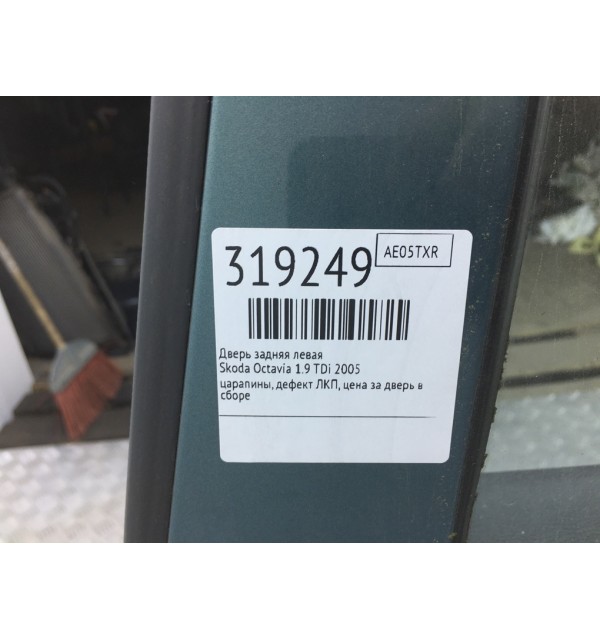 319249
AE05TXR
Дверь задняя левая
Skoda Octavia 1.9 TDi 2005
царапины, дефект ЛКП, цена за дверь в
сборе